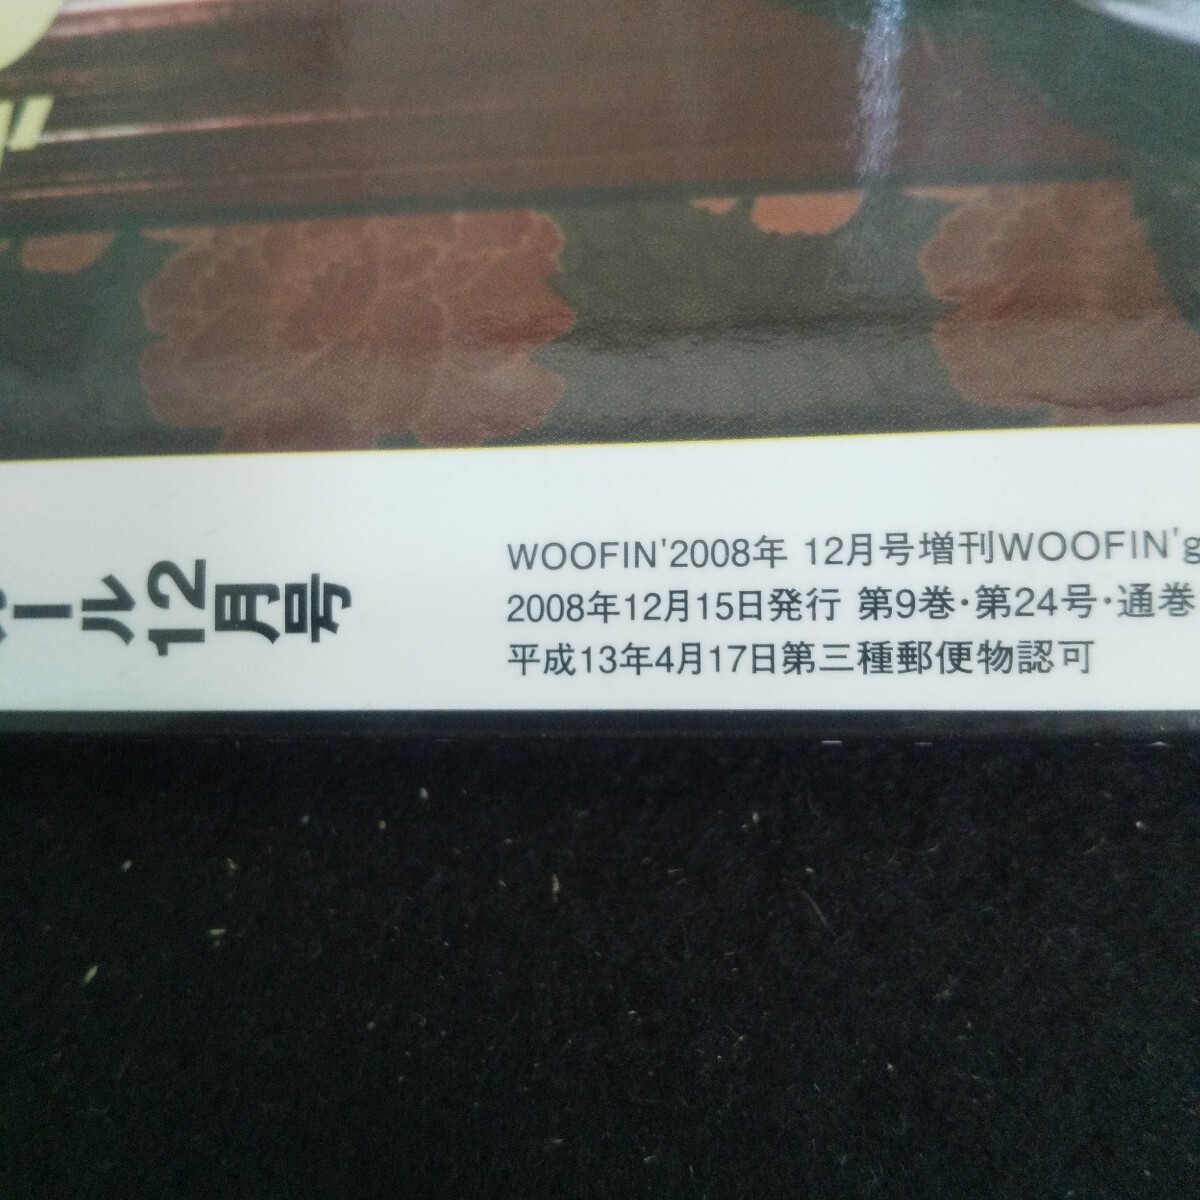 ール12月号
WOOFIN'2008年 12月号増刊WOOFIN'g
2008年12月15日発行 第9巻・第24号・通巻
平成13年4月17日第三種郵便物認可